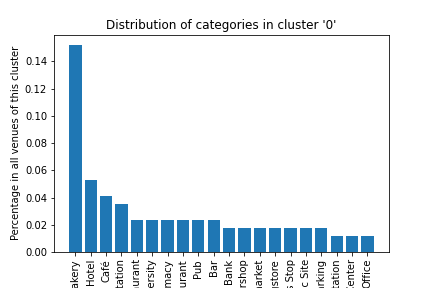 Distribution of categories in cluster '0'
Percentage in all venues of this cluster
0.14
0.12
0.10
0.08
0.06
0.04
0.02
0.00
akery
Hotel
Café
tation
urant
ersity
macy
urant
Pub
Bar
Bank
rshop
arket
gstore
s Stop
c Site
rking
tation
enter
Office